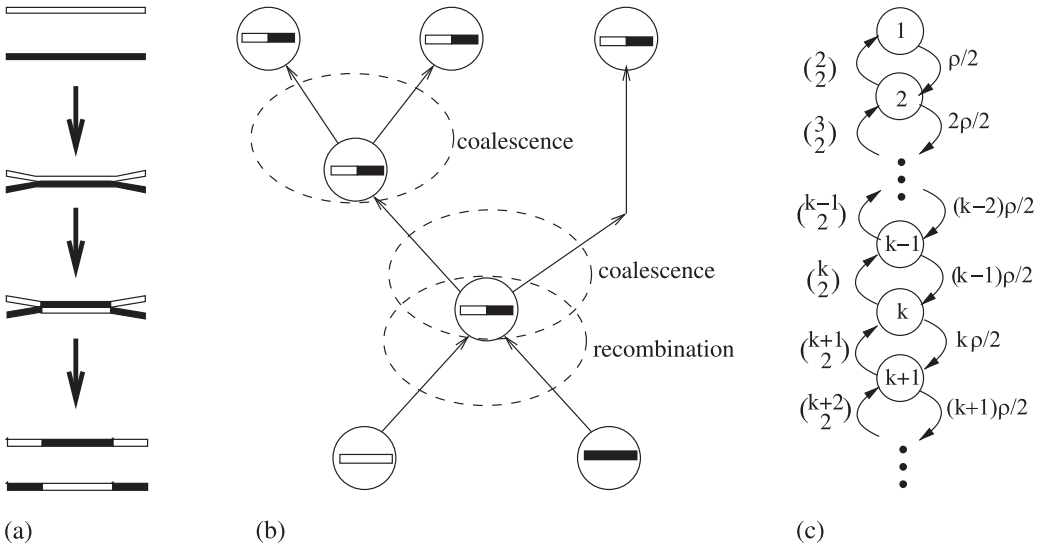 coalescence
coalescence
recombination
1
2
k−1
k
k+1
(2 2)
(3 2)
(k−1 2)
(k 2)
(k+1 2)
(k+2 2)
ρ/2
2ρ/2
(k−2)ρ/2
(k−1)ρ/2
kρ/2
(k+1)ρ/2
(a)
(b)
(c)